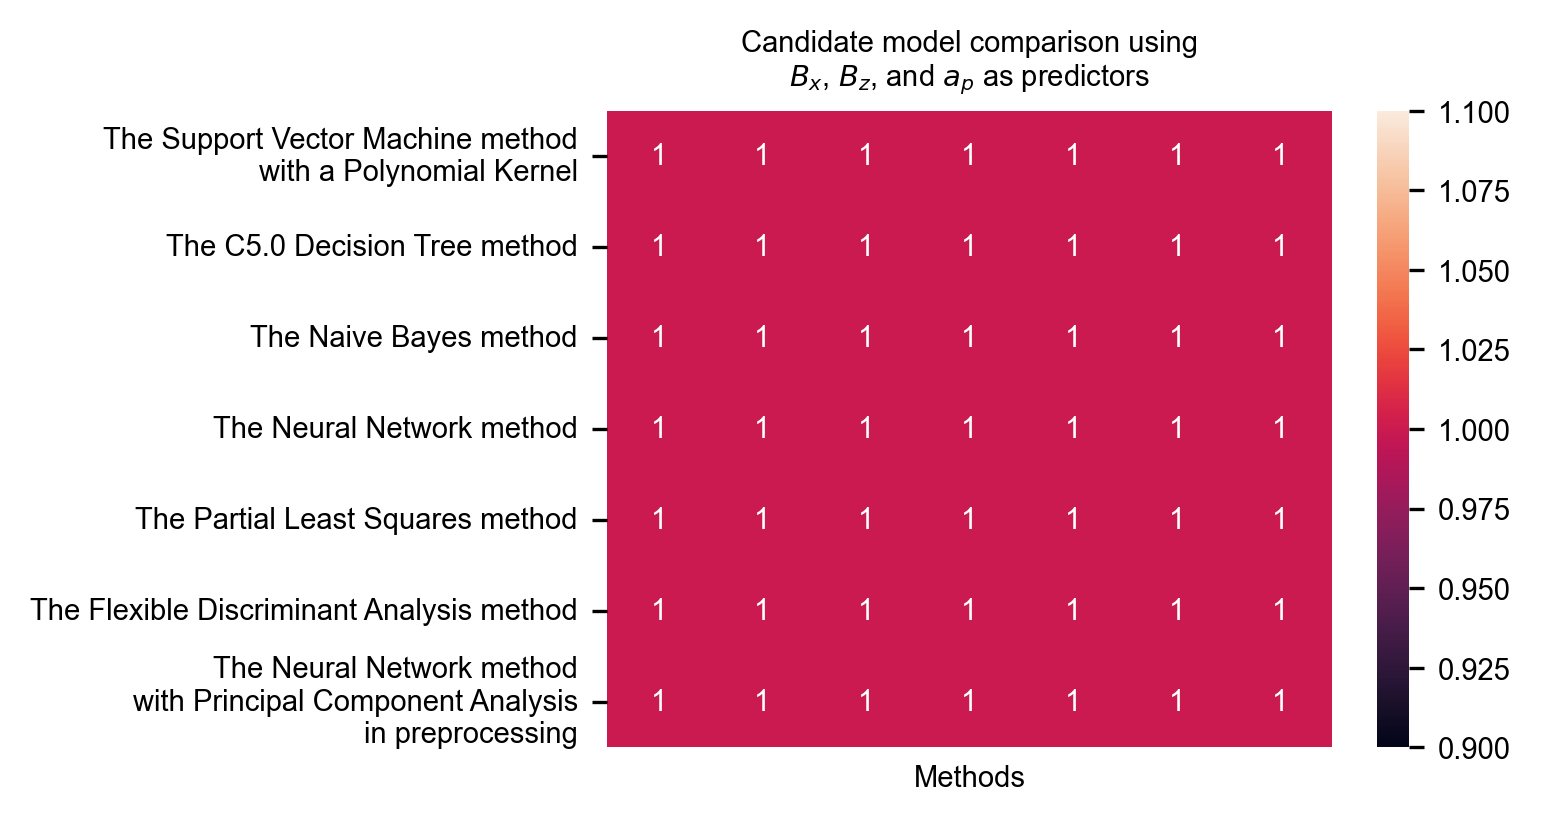 Candidate model comparison using
Bₓ, B_z, and a_p as predictors
The Support Vector Machine method
with a Polynomial Kernel
1 1 1 1 1 1 1
The C5.0 Decision Tree method
1 1 1 1 1 1 1
The Naive Bayes method
1 1 1 1 1 1 1
The Neural Network method
1 1 1 1 1 1 1
The Partial Least Squares method
1 1 1 1 1 1 1
The Flexible Discriminant Analysis method
1 1 1 1 1 1 1
The Neural Network method
with Principal Component Analysis
in preprocessing
1 1 1 1 1 1 1
Methods
1.100
1.075
1.050
1.025
1.000
0.975
0.950
0.925
0.900